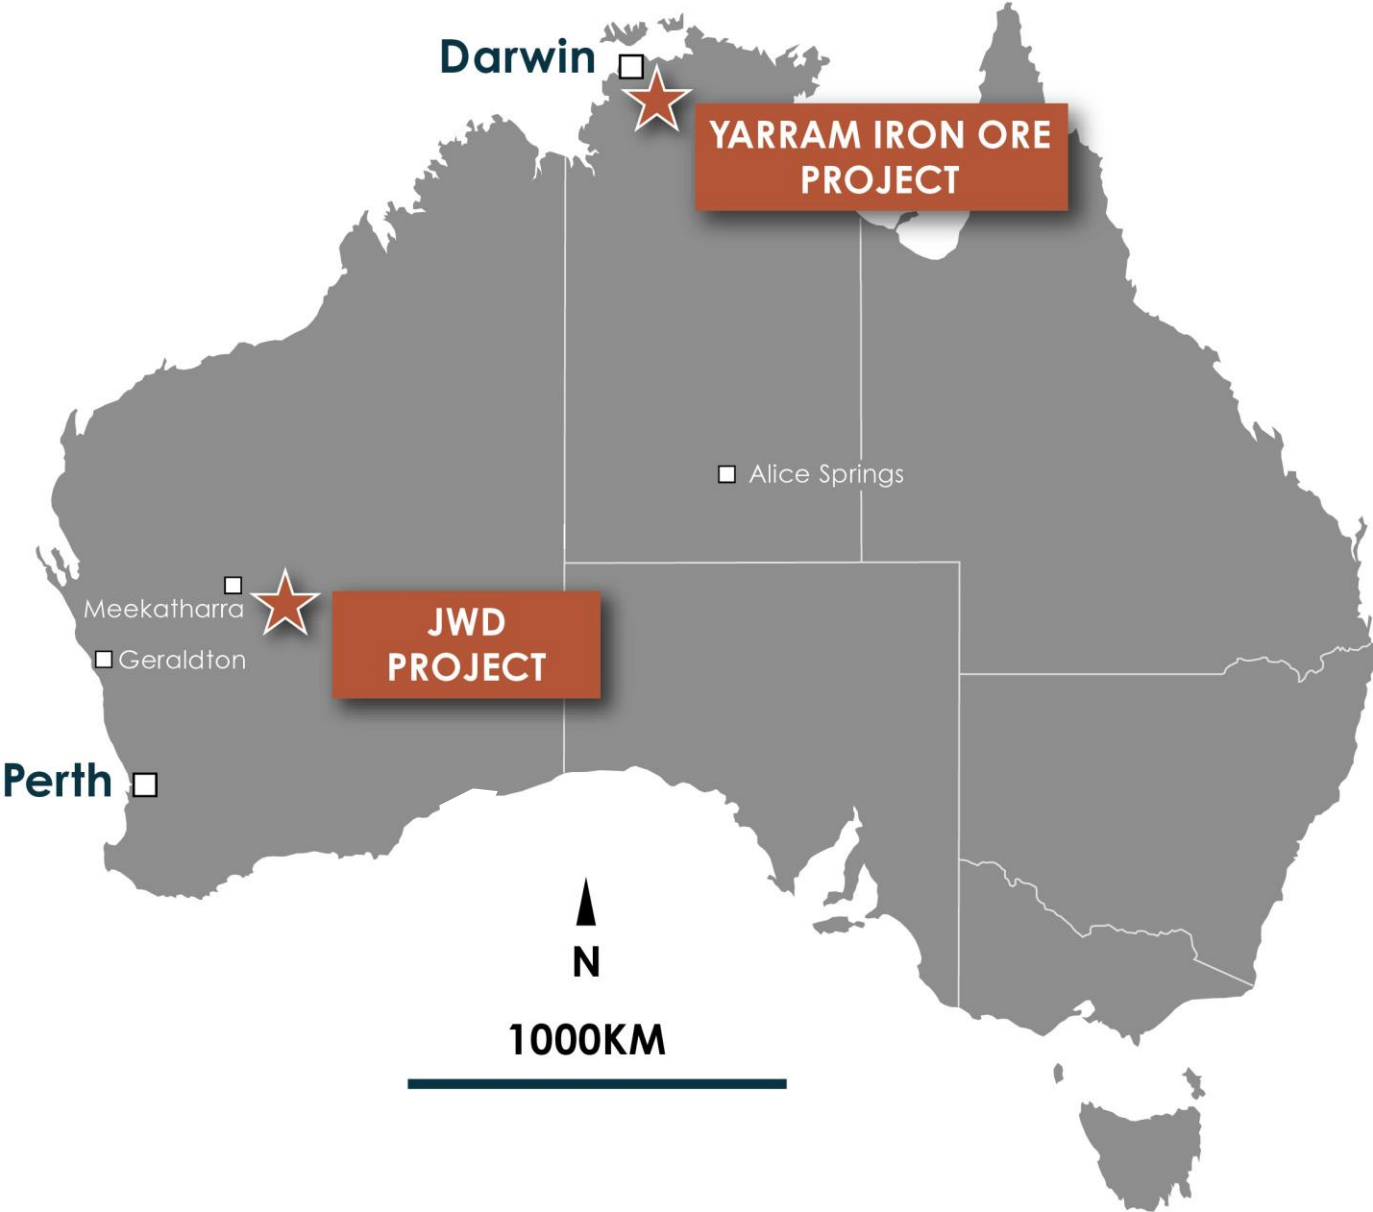 Darwin
YARRAM IRON ORE
PROJECT
Alice Springs
Meekatharra
JWD
PROJECT
Geraldton
Perth
N
1000KM